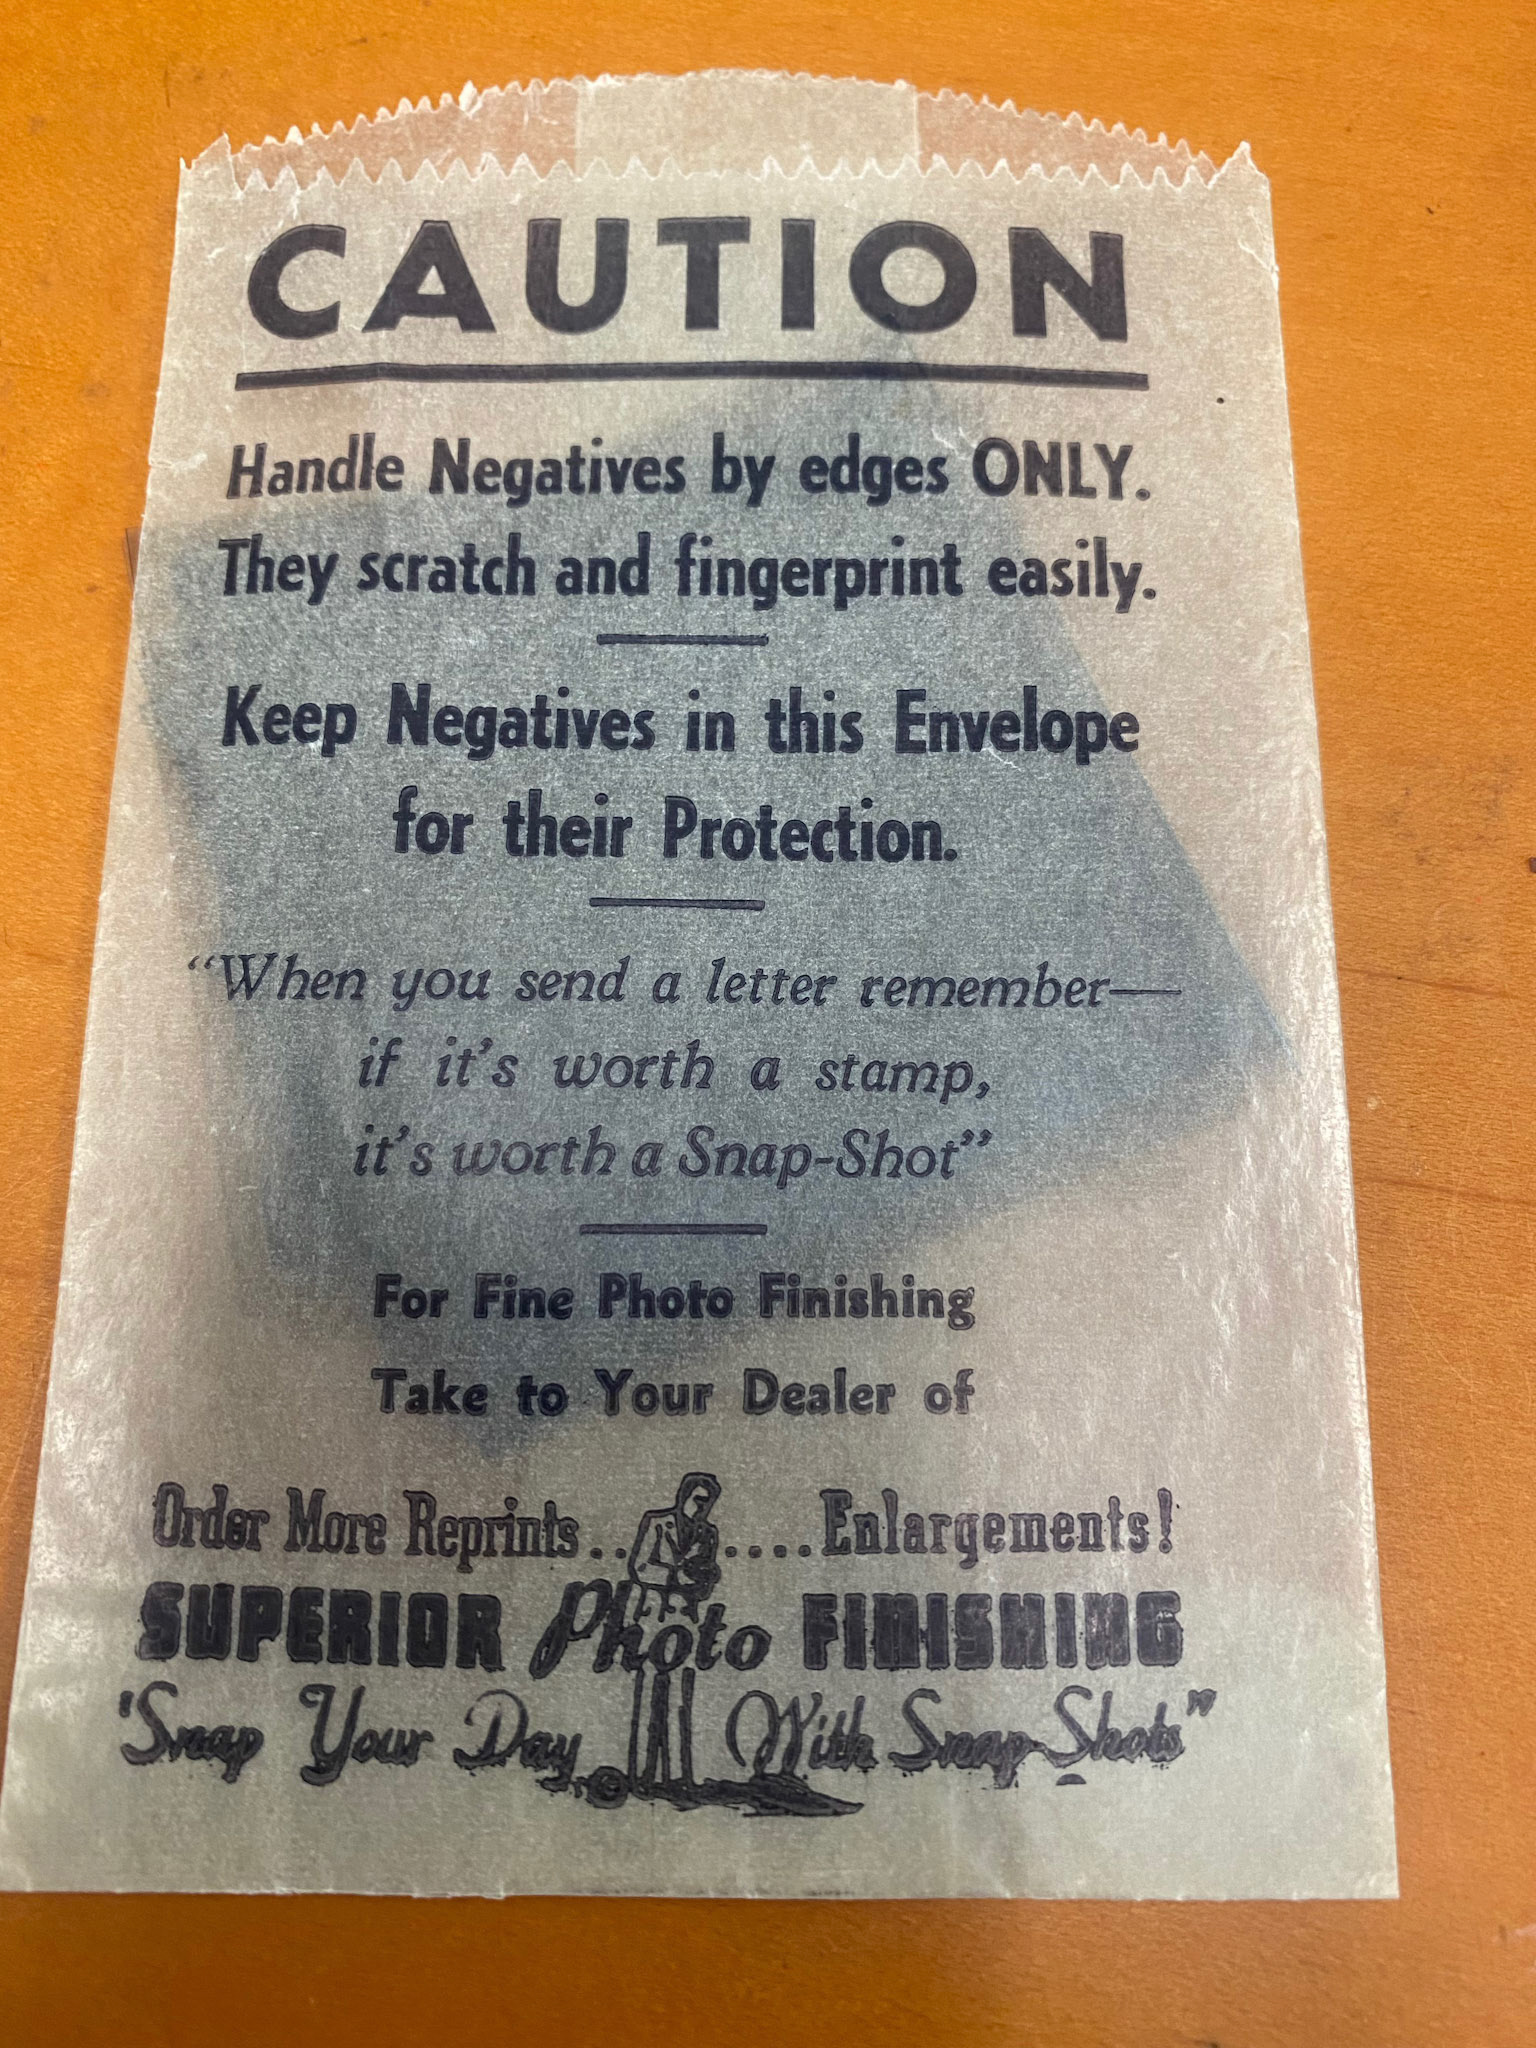 CAUTION
Handle Negatives by edges ONLY.
They scratch and fingerprint easily.
Keep Negatives in this Envelope
for their Protection.
“When you send a letter remember—
if it’s worth a stamp,
it’s worth a Snap-Shot”
For Fine Photo Finishing
Take to Your Dealer of
Order More Reprints.. ....Enlargements!
SUPERIOR Photo FINISHING
'Snap Your Day With Snap-Shots”